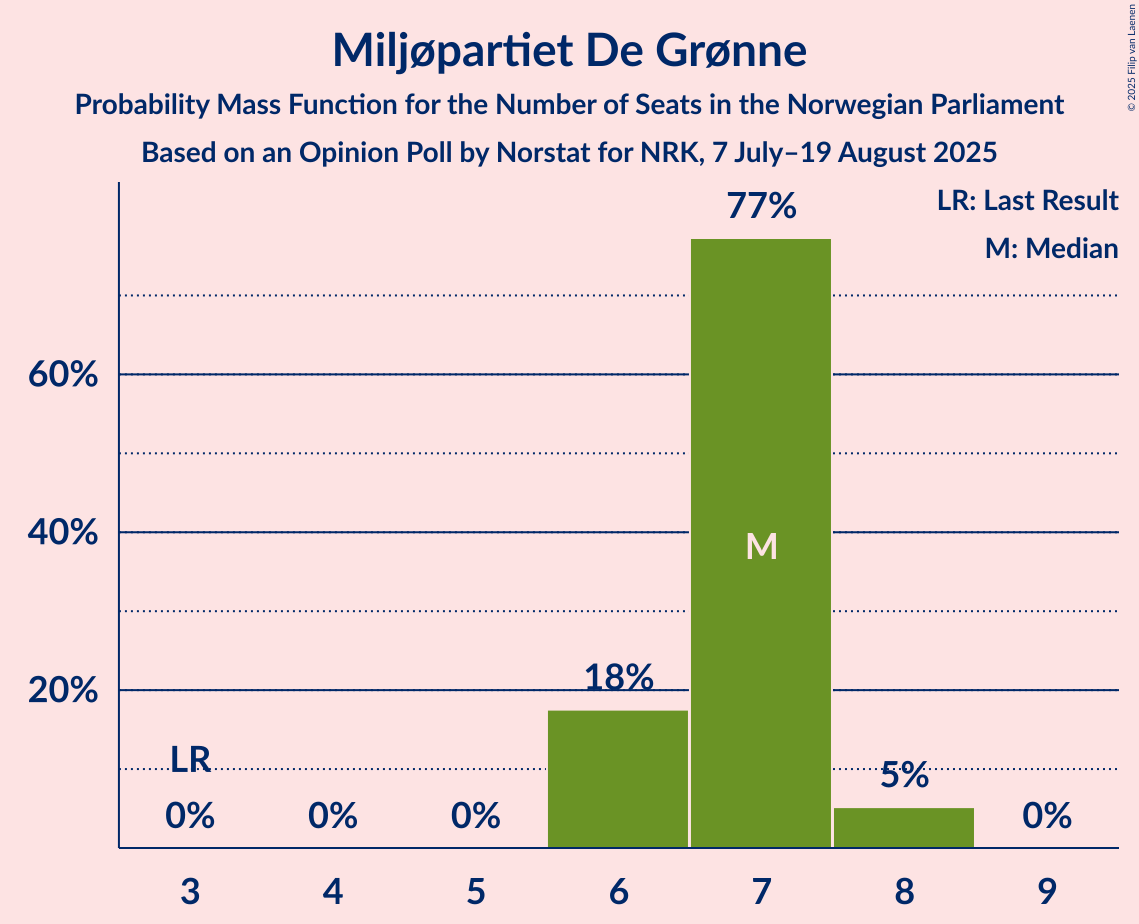 Miljøpartiet De Grønne
Probability Mass Function for the Number of Seats in the Norwegian Parliament
Based on an Opinion Poll by Norstat for NRK, 7 July–19 August 2025
© 2025 Filip van Laenen
LR: Last Result
M: Median
77%
60%
40%
M
20%
18%
LR
5%
0%
0%
0%
0%
3
4
5
6
7
8
9